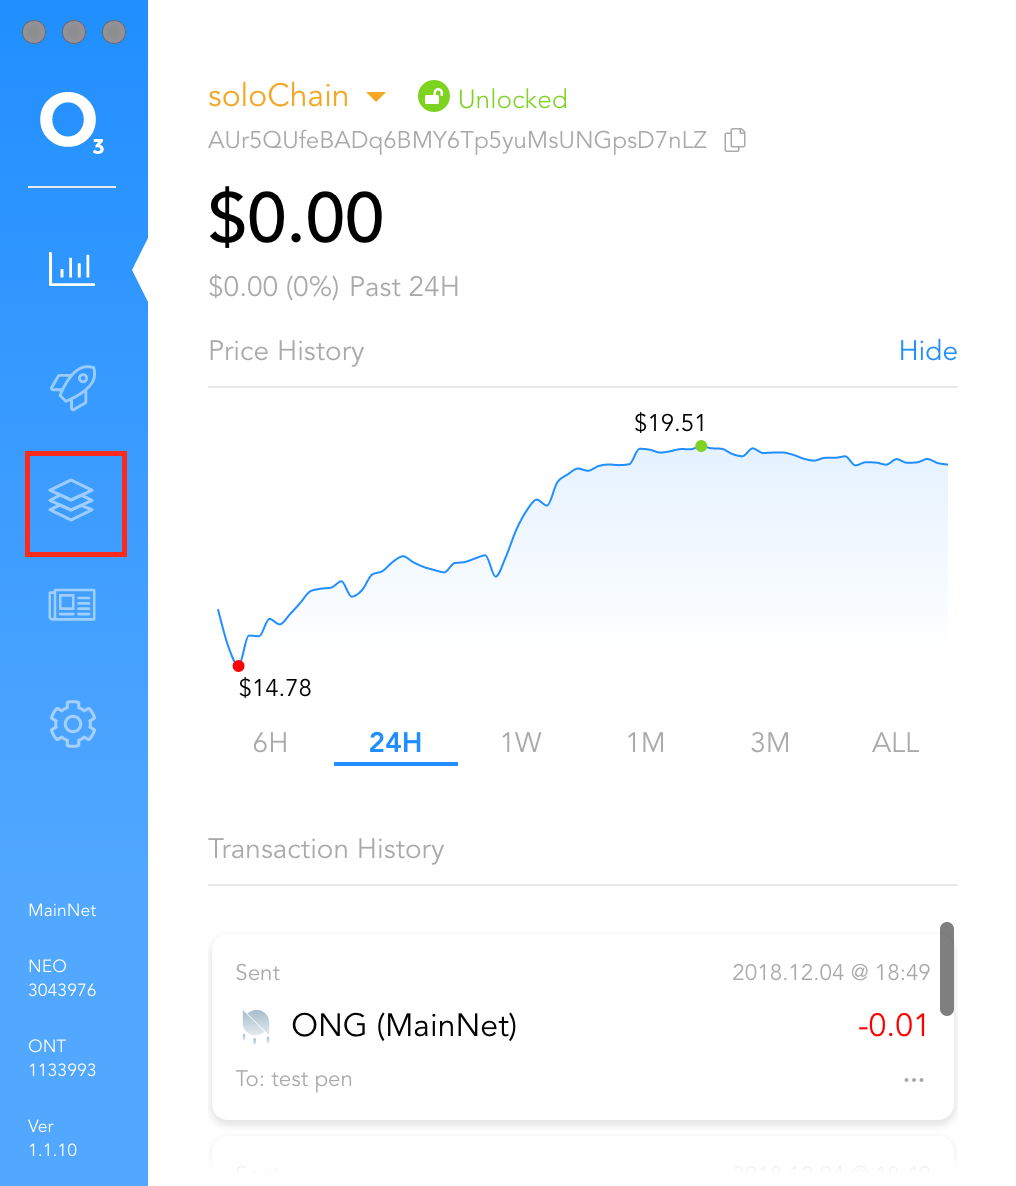 O3
soloChain
Unlocked
AUr5QUfeBADq6BMY6Tp5yuMsUNGpsD7nLZ
$0.00
$0.00 (0%) Past 24H
Price History
Hide
$19.51
$14.78
6H 24H 1W 1M 3M ALL
Transaction History
Sent 2018.12.04 @ 18:49
ONG (MainNet) -0.01
To: test pen ...
MainNet
NEO
3043976
ONT
1133993
Ver
1.1.10